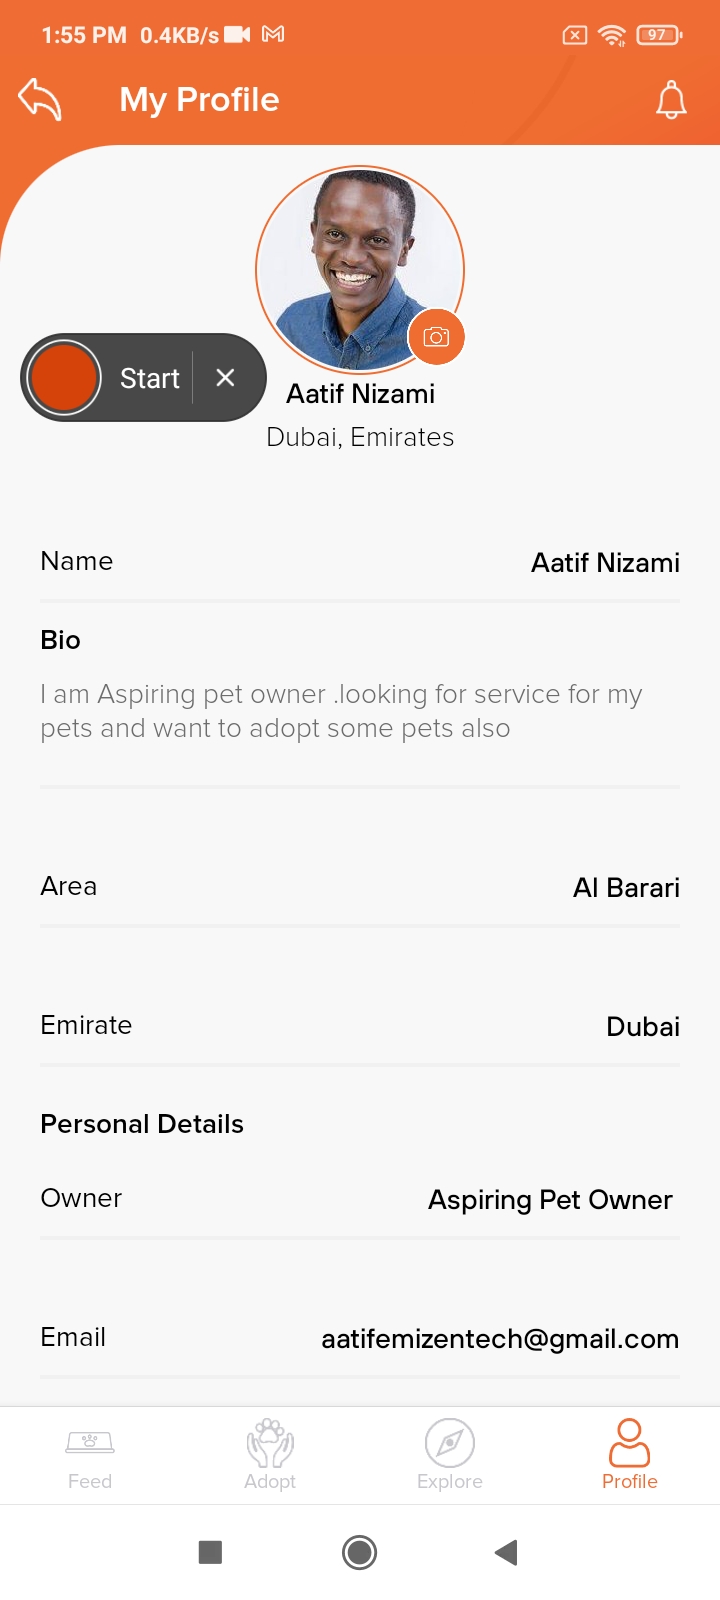 1:55 PM 0.4KB/s 97
My Profile
Start
Aatif Nizami
Dubai, Emirates
Name Aatif Nizami
Bio
I am Aspiring pet owner .looking for service for my
pets and want to adopt some pets also
Area Al Barari
Emirate Dubai
Personal Details
Owner Aspiring Pet Owner
Email aatifemizentech@gmail.com
Feed Adopt Explore Profile